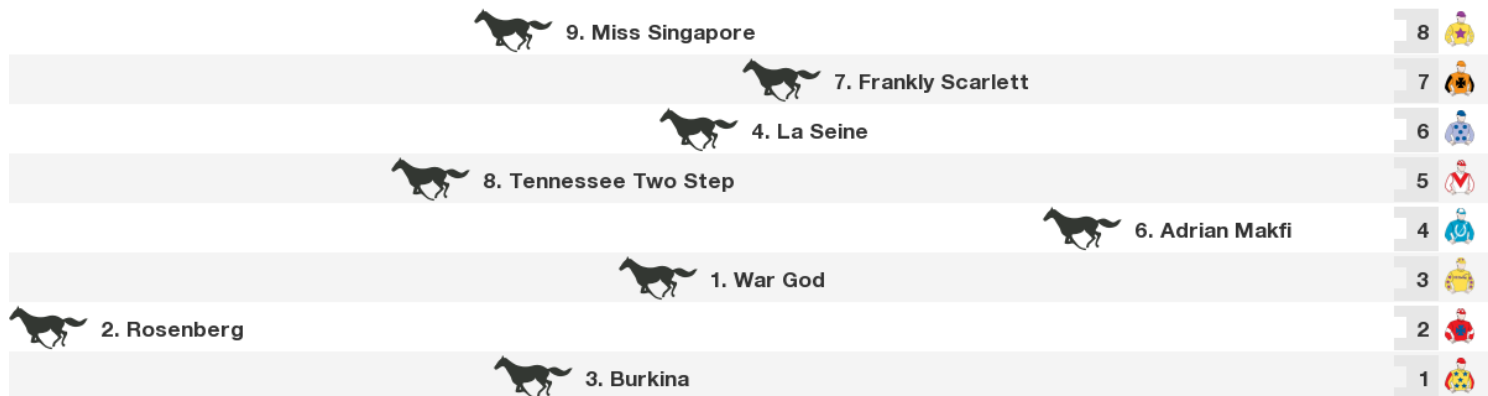 9. Miss Singapore 8
7. Frankly Scarlett 7
4. La Seine 6
8. Tennessee Two Step 5
6. Adrian Makfi 4
1. War God 3
2. Rosenberg 2
3. Burkina 1